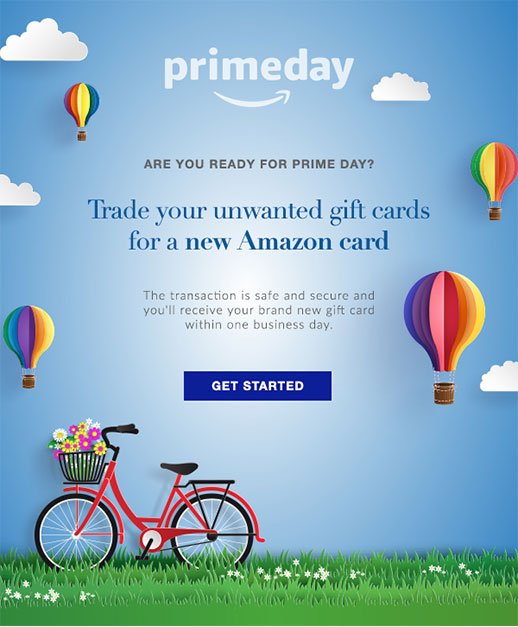 primeday
ARE YOU READY FOR PRIME DAY?
Trade your unwanted gift cards
for a new Amazon card
The transaction is safe and secure and
you'll receive your brand new gift card
within one business day.
GET STARTED